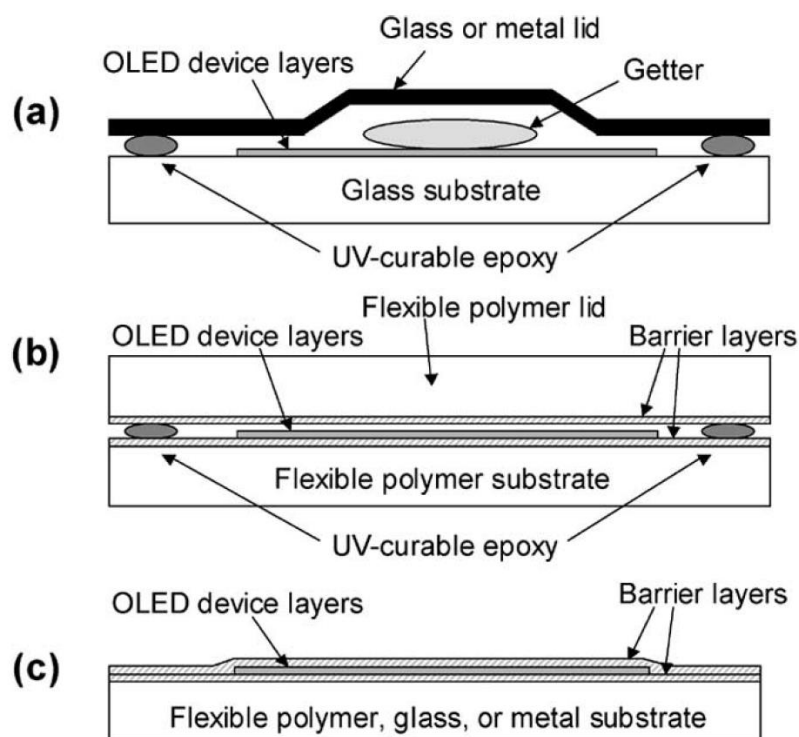 Glass or metal lid
OLED device layers
Getter
(a)
Glass substrate
UV-curable epoxy
Flexible polymer lid
OLED device layers
Barrier layers
(b)
Flexible polymer substrate
UV-curable epoxy
OLED device layers
Barrier layers
(c)
Flexible polymer, glass, or metal substrate